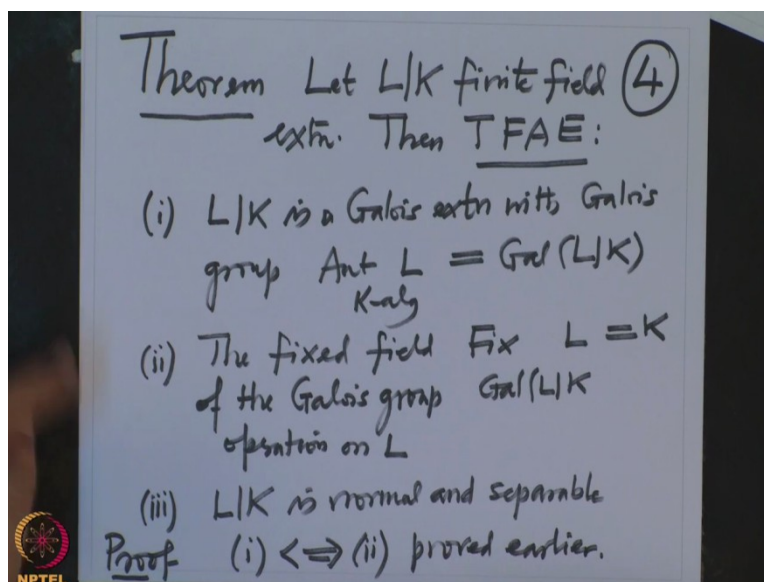 Theorem Let L|K finite field ④
extn. Then TFAE:
(i) L|K is a Galois extn with Galois
group Aut L = Gal(L|K)
K-alg
(ii) The fixed field Fix L = K
of the Galois group Gal(L|K
operation on L
(iii) L|K is normal and separable
Proof (i) <=> (ii) proved earlier.
NPTEL